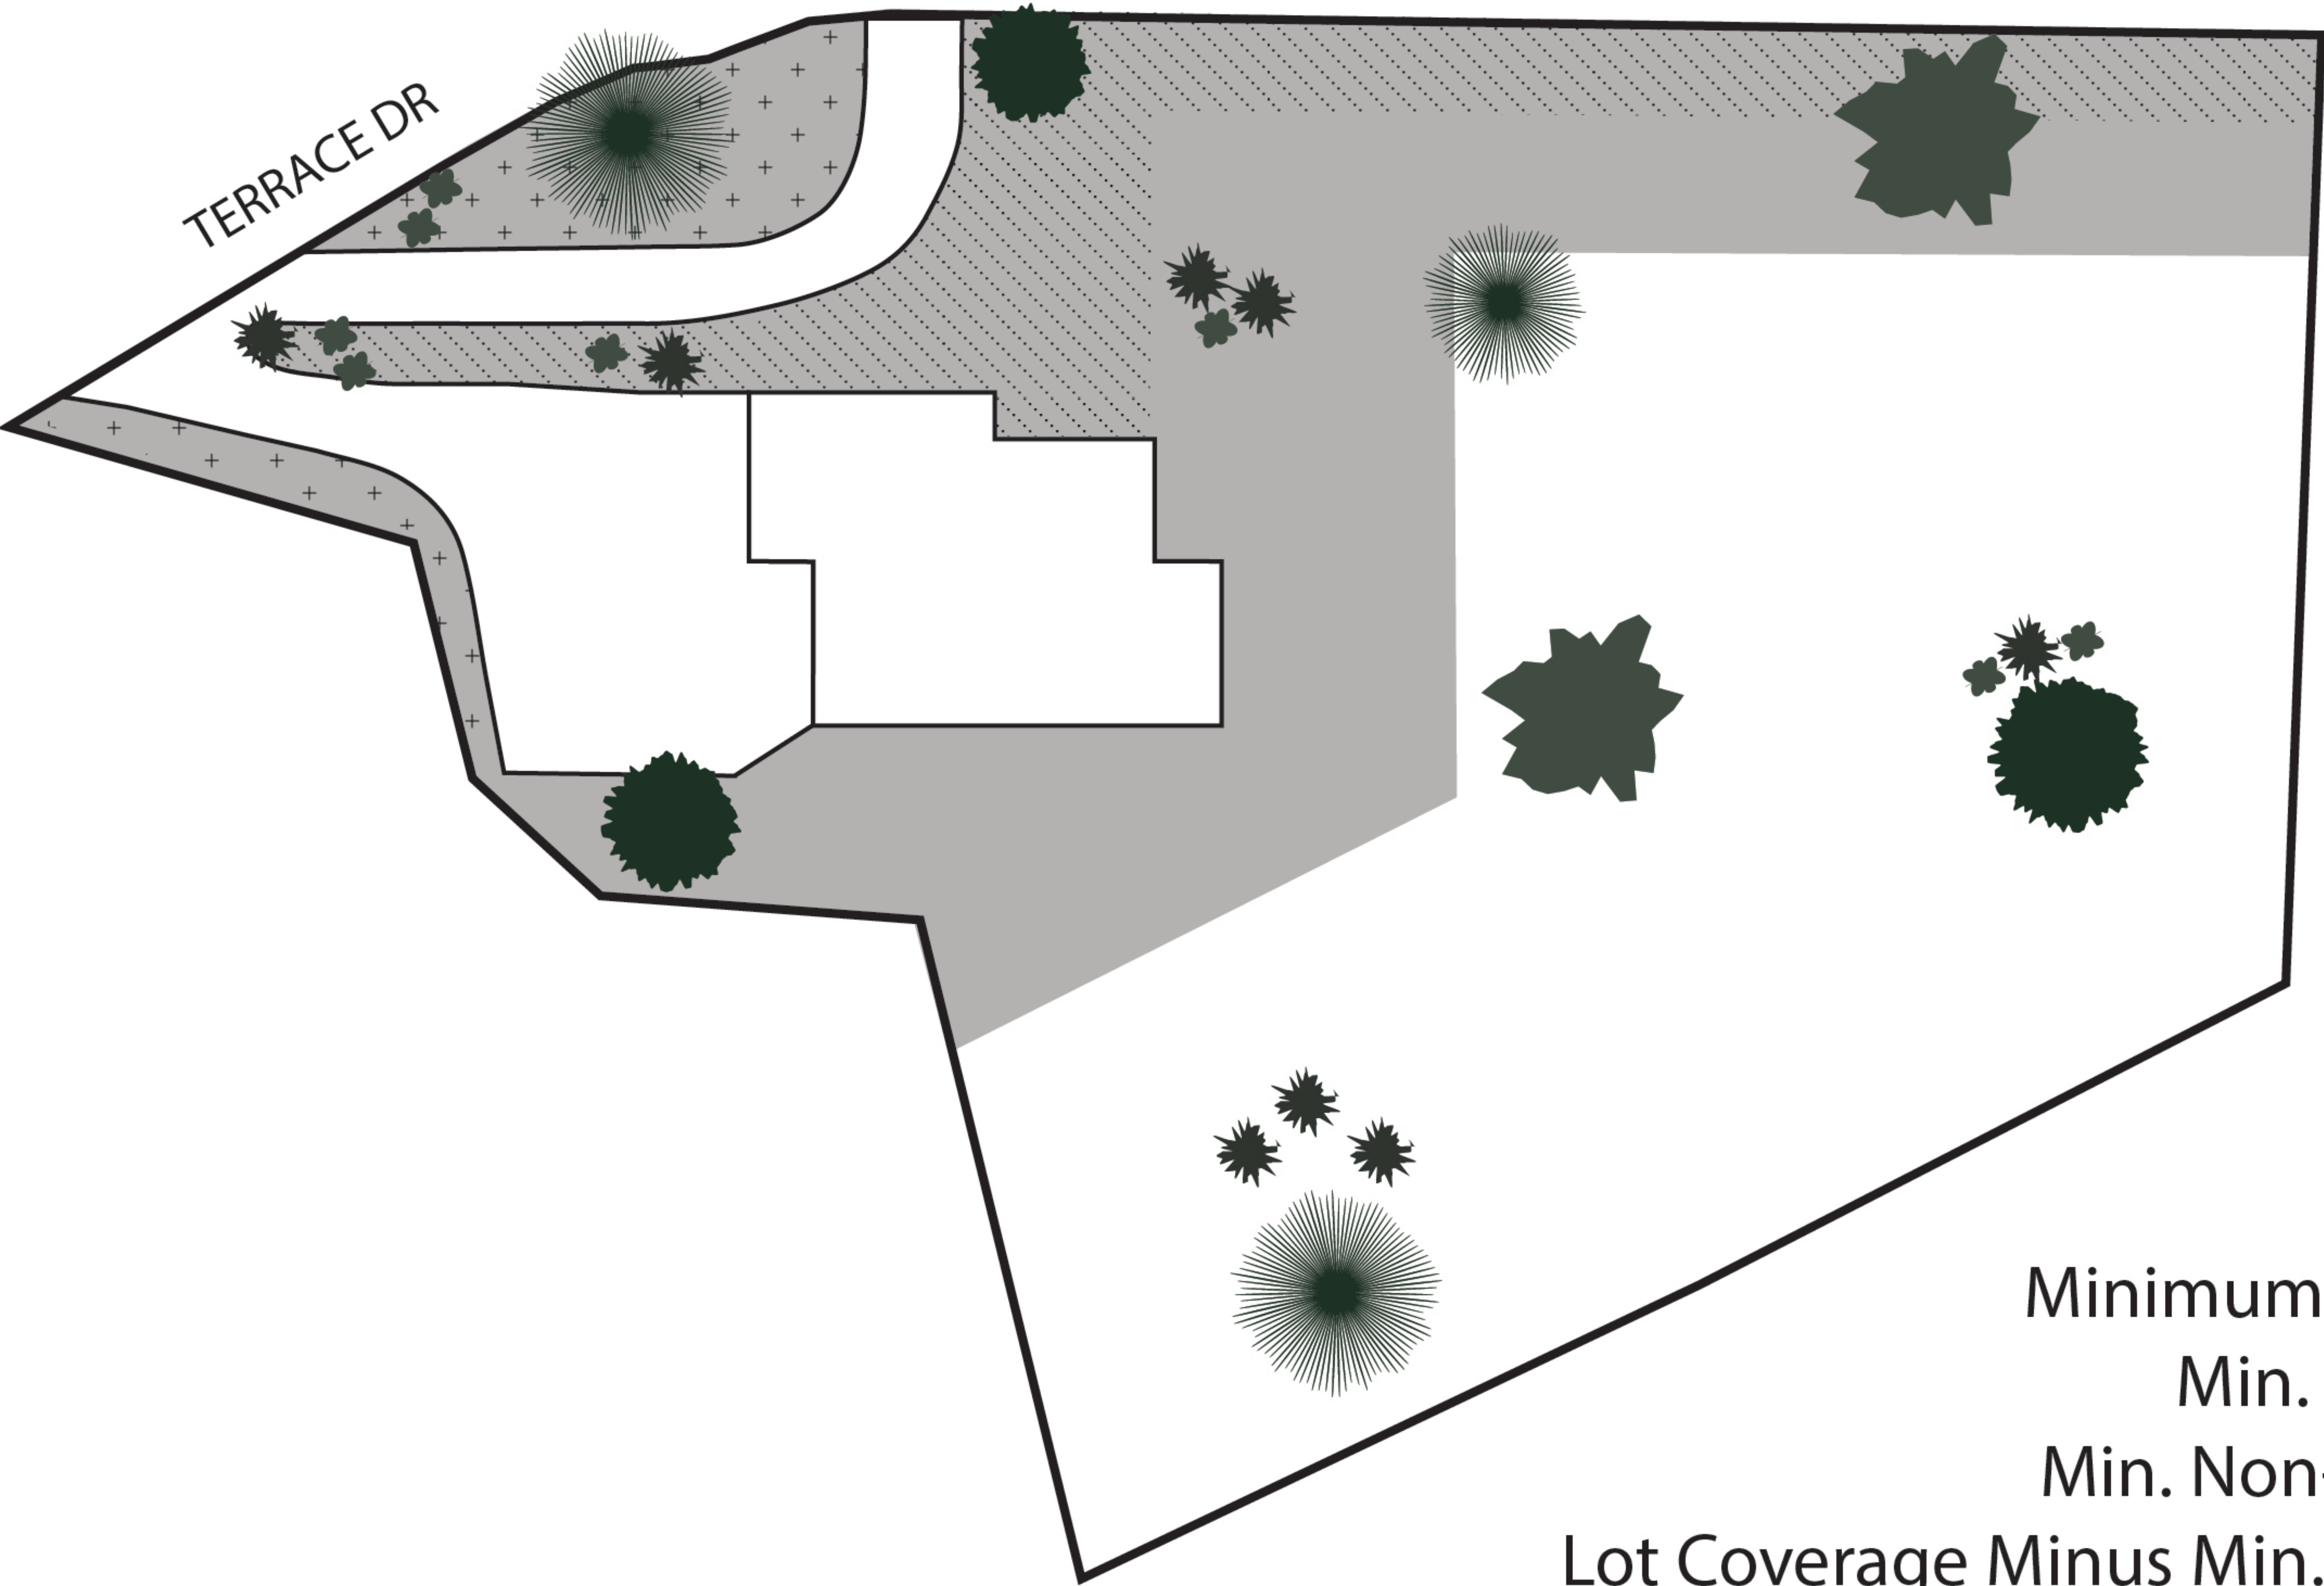 TERRACE DR
Minimum
Min.
Min. Non-
Lot Coverage Minus Min.